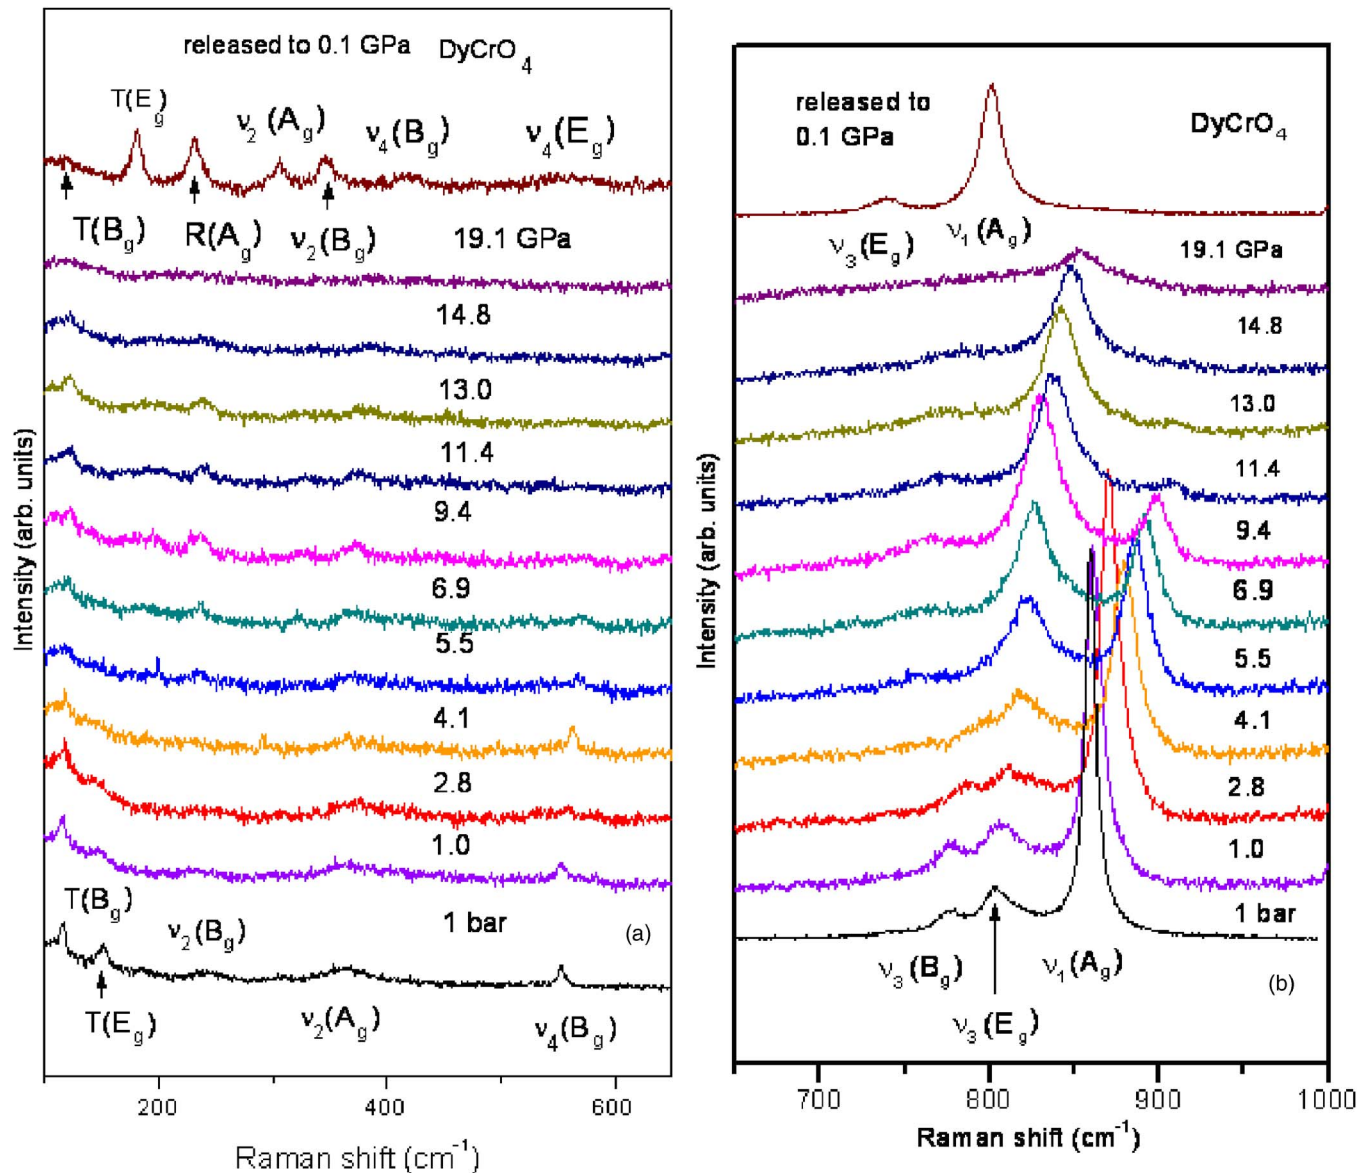 released to 0.1 GPa DyCrO4
T(Eg)
ν2(Ag)
ν4(Bg)
ν4(Eg)
T(Bg)
R(Ag)
ν2(Bg)
19.1 GPa
14.8
13.0
11.4
9.4
6.9
5.5
4.1
2.8
1.0
1 bar
(a)
T(Bg)
ν2(Bg)
T(Eg)
ν2(Ag)
ν4(Bg)
200 400 600
Raman shift (cm-1)
Intensity (arb. units)
released to
0.1 GPa
DyCrO4
ν3(Eg)
ν1(Ag)
19.1 GPa
14.8
13.0
11.4
9.4
6.9
5.5
4.1
2.8
1.0
1 bar
ν3(Bg)
ν1(Ag)
(b)
ν3(Eg)
700 800 900 1000
Raman shift (cm-1)
Intensity (arb. units)